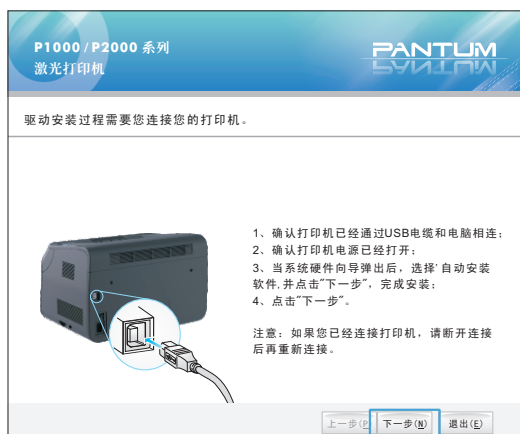 P1000/P2000 系列
激光打印机
PANTUM
驱动安装过程需要您连接您的打印机。
1、确认打印机已经通过USB电缆和电脑相连；
2、确认打印机电源已经打开；
3、当系统硬件向导弹出后，选择'自动安装
软件,并点击"下一步"，完成安装；
4、点击"下一步"。
注意：如果您已经连接打印机，请断开连接
后再重新连接。
上一步(P
下一步(N)
退出(E)